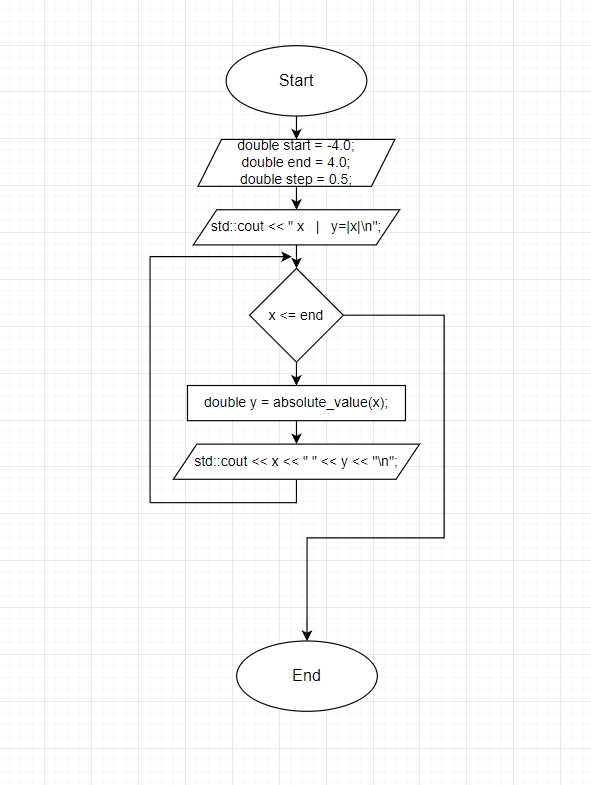 Start
double start = -4.0;
double end = 4.0;
double step = 0.5;
std::cout << " x   |   y=|x|\n";
x <= end
double y = absolute_value(x);
std::cout << x << " " << y << "\n";
End